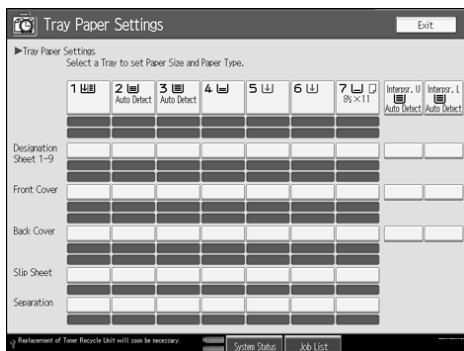 Tray Paper Settings
Exit
▶Tray Paper Settings
Select a Tray to set Paper Size and Paper Type.
1 2 3 4 5 6 7 Interpsr. U Interpsr. L
Auto Detect Auto Detect 8½×11 Auto Detect Auto Detect
Designation
Sheet 1-9
Front Cover
Back Cover
Slip Sheet
Separation
Replacement of Toner Recycle Unit will soon be necessary.
System Status Job List